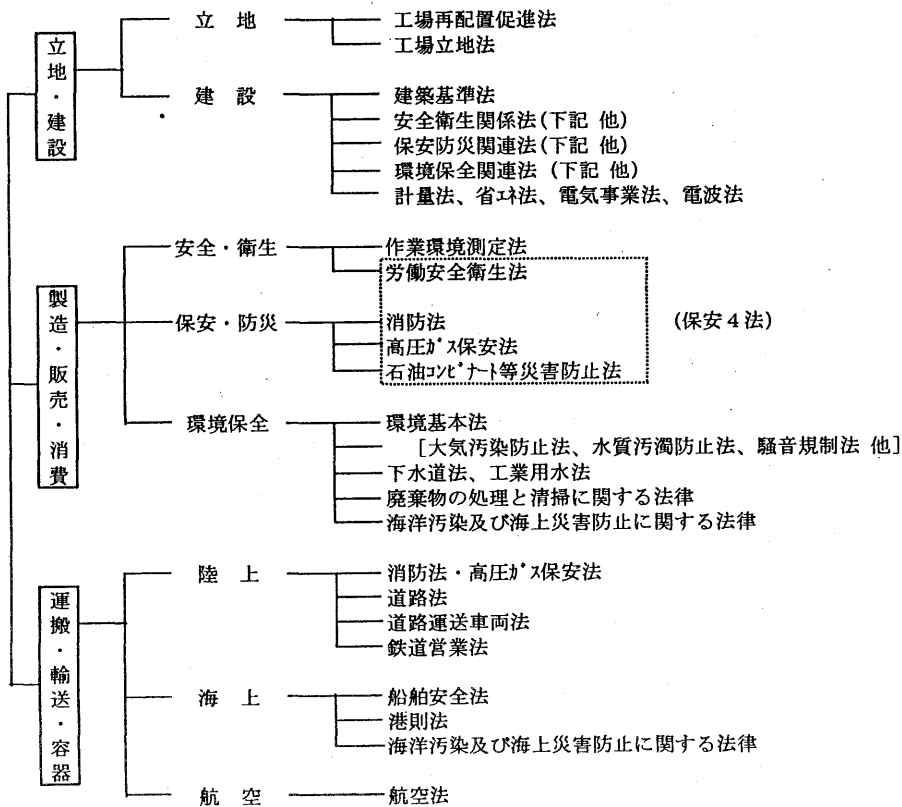 立地・建設
立地
工場再配置促進法
工場立地法
建設
建築基準法
安全衛生関係法(下記 他)
保安防災関連法(下記 他)
環境保全関連法 (下記 他)
計量法、省ｴﾈ法、電気事業法、電波法
製造・販売・消費
安全・衛生
作業環境測定法
労働安全衛生法
保安・防災
消防法
(保安４法)
高圧ｶﾞｽ保安法
石油ｺﾝﾋﾞﾅｰﾄ等災害防止法
環境保全
環境基本法
[大気汚染防止法、水質汚濁防止法、騒音規制法 他]
下水道法、工業用水法
廃棄物の処理と清掃に関する法律
海洋汚染及び海上災害防止に関する法律
運搬・輸送・容器
陸上
消防法・高圧ｶﾞｽ保安法
道路法
道路運送車両法
鉄道営業法
海上
船舶安全法
港則法
海洋汚染及び海上災害防止に関する法律
航空
航空法